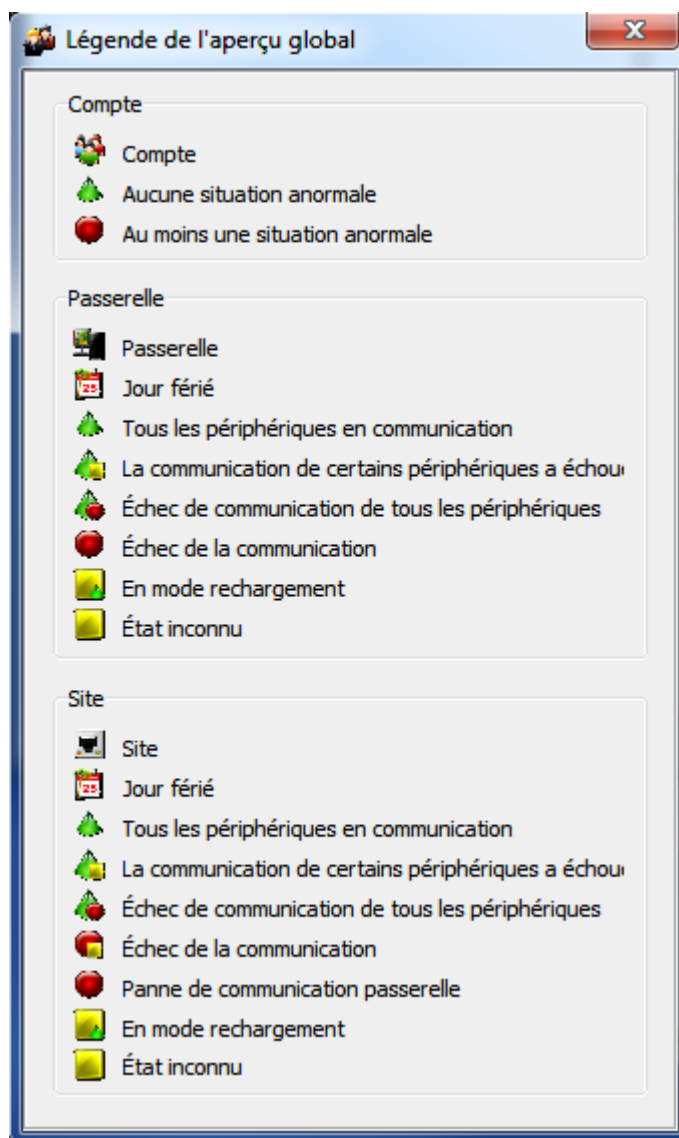 Légende de l'aperçu global
Compte
Compte
Aucune situation anormale
Au moins une situation anormale
Passerelle
Passerelle
25
Jour férié
Tous les périphériques en communication
La communication de certains périphériques a échou
Échec de communication de tous les périphériques
Échec de la communication
En mode rechargement
État inconnu
Site
Site
25
Jour férié
Tous les périphériques en communication
La communication de certains périphériques a échou
Échec de communication de tous les périphériques
Échec de la communication
Panne de communication passerelle
En mode rechargement
État inconnu